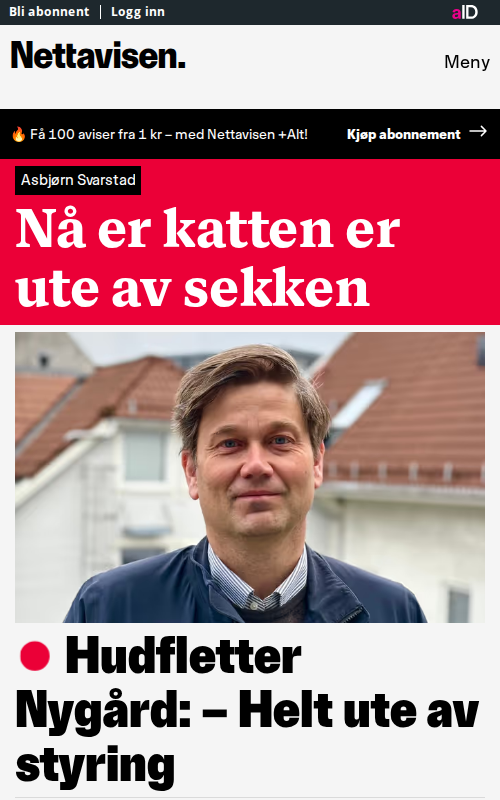 Bli abonnent | Logg inn
aID
Nettavisen.
Meny
🔥 Få 100 aviser fra 1 kr – med Nettavisen +Alt!
Kjøp abonnement →
Asbjørn Svarstad
Nå er katten er
ute av sekken
Hudfletter
Nygård: – Helt ute av
styring